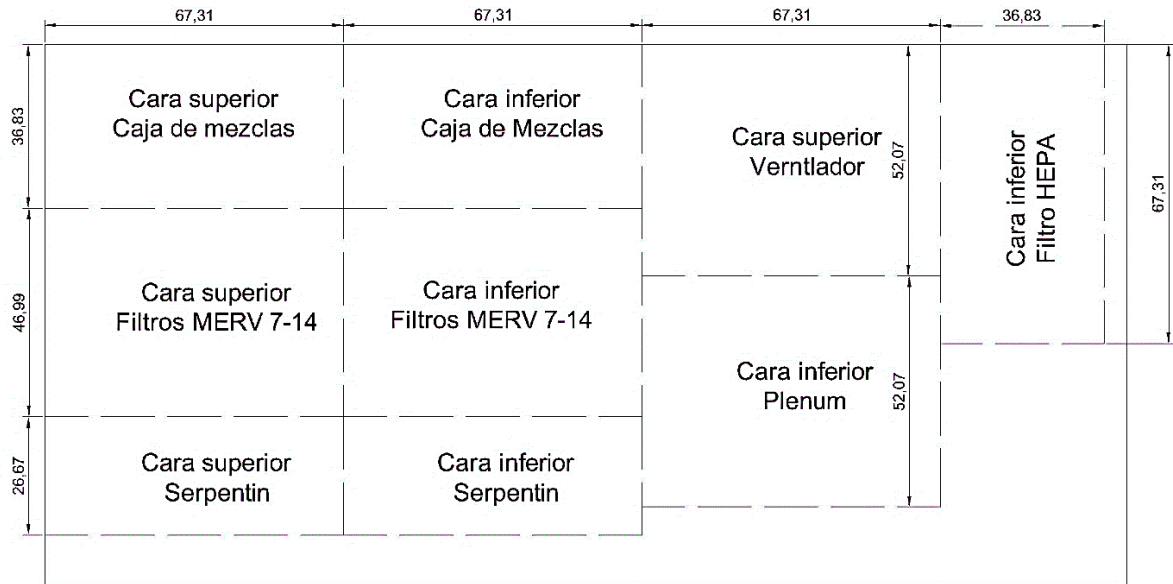 67,31
67,31
67,31
36,83
36,83
Cara superior
Caja de mezclas
Cara inferior
Caja de Mezclas
Cara superior
Verntlador
52,07
Cara inferior
Filtro HEPA
67,31
46,99
Cara superior
Filtros MERV 7-14
Cara inferior
Filtros MERV 7-14
Cara inferior
Plenum
52,07
26,67
Cara superior
Serpentin
Cara inferior
Serpentin